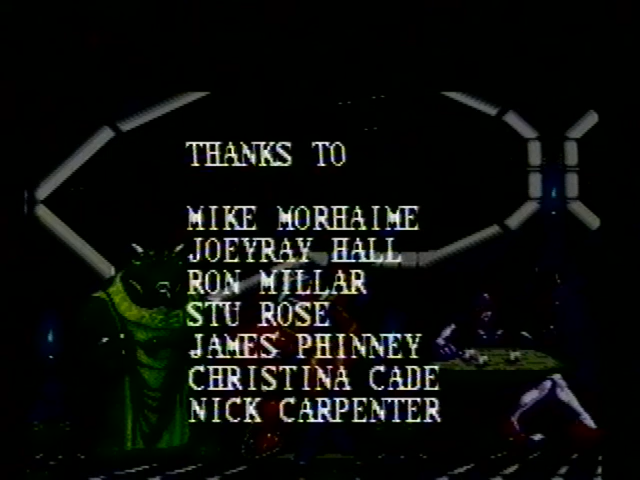 THANKS TO
MIKE MORHAIME
JOEYRAY HALL
RON MILLAR
STU ROSE
JAMES PHINNEY
CHRISTINA CADE
NICK CARPENTER